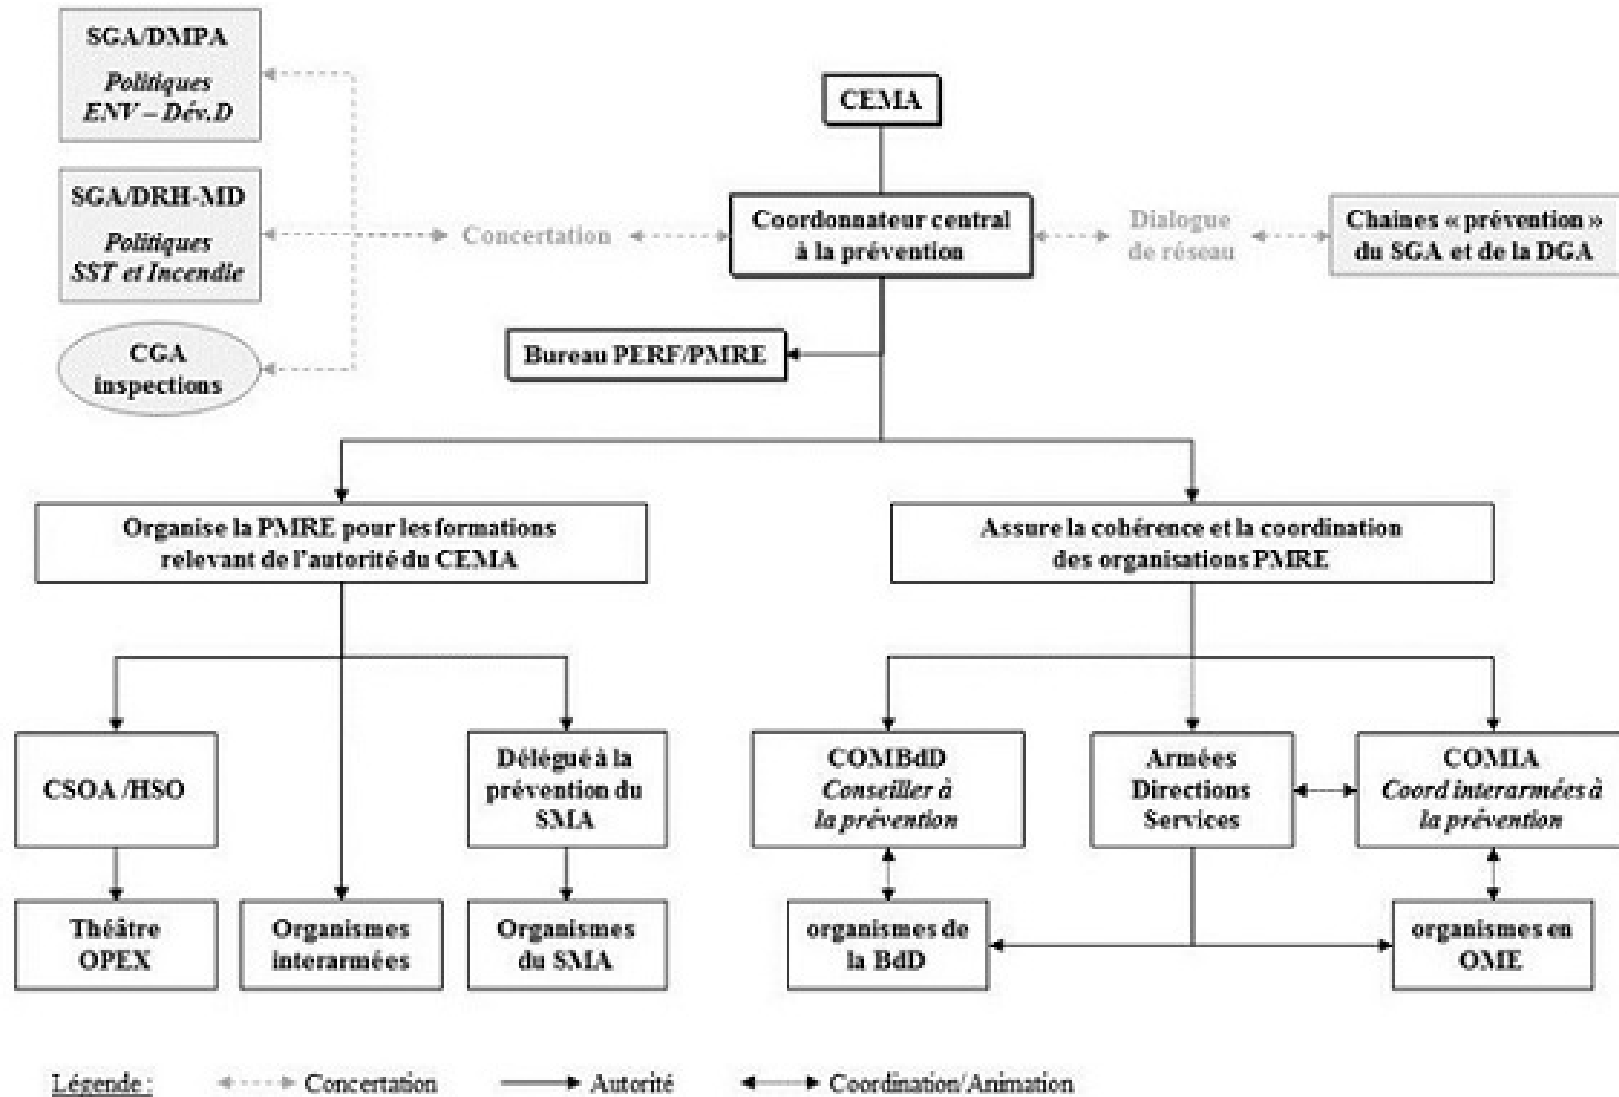 SGA/DMPA
Politiques
ENV – Dév.D
CEMA
SGA/DRH-MD
Politiques
SST et Incendie
Concertation
Coordonnateur central
à la prévention
Dialogue
de réseau
Chaines « prévention »
du SGA et de la DGA
CGA
inspections
Bureau PERF/PMRE
Organise la PMRE pour les formations
relevant de l'autorité du CEMA
Assure la cohérence et la coordination
des organisations PMRE
CSOA /HSO
Délégué à la
prévention du
SMA
COMBdD
Conseiller à
la prévention
Armées
Directions
Services
COMIA
Coord interarmées à
la prévention
Théâtre
OPEX
Organismes
interarmées
Organismes
du SMA
organismes de
la BdD
organismes en
OME
Légende :
Concertation
Autorité
Coordination/Animation